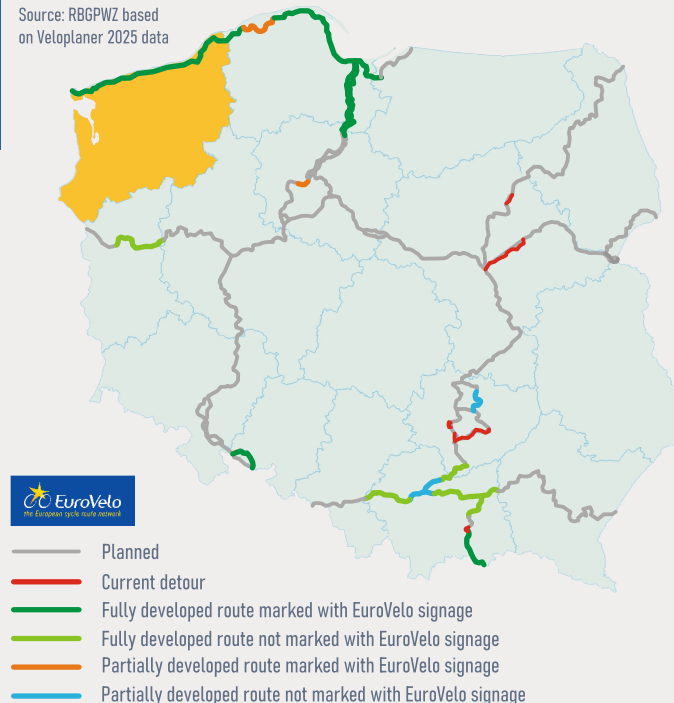 Source: RBGPWZ based
on Veloplaner 2025 data
EuroVelo
the European cycle route network
Planned
Current detour
Fully developed route marked with EuroVelo signage
Fully developed route not marked with EuroVelo signage
Partially developed route marked with EuroVelo signage
Partially developed route not marked with EuroVelo signage